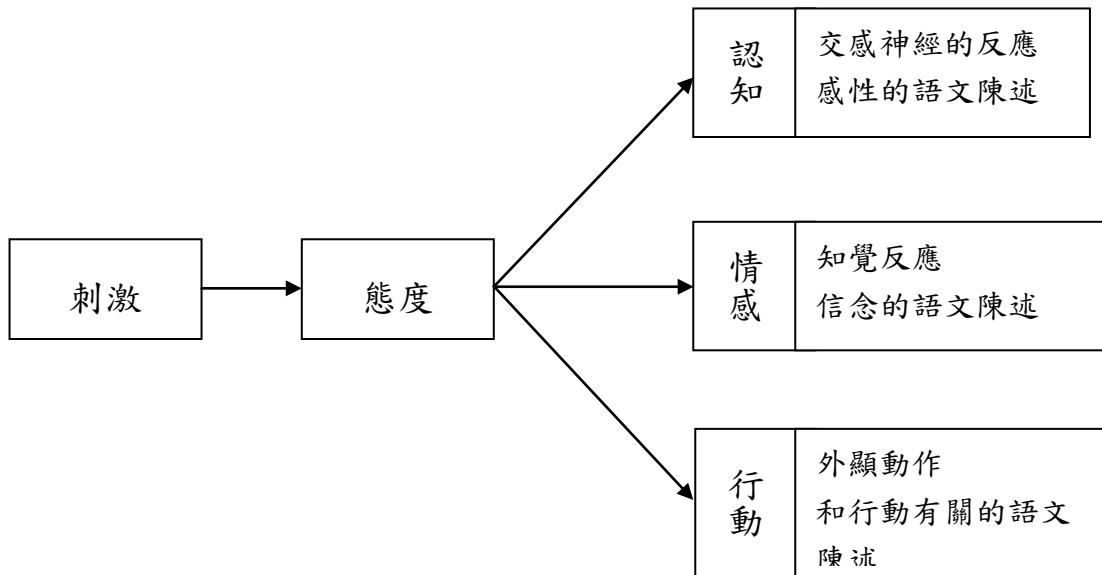 刺激
態度
認知
交感神經的反應
感性的語文陳述
情感
知覺反應
信念的語文陳述
行動
外顯動作
和行動有關的語文
陳述